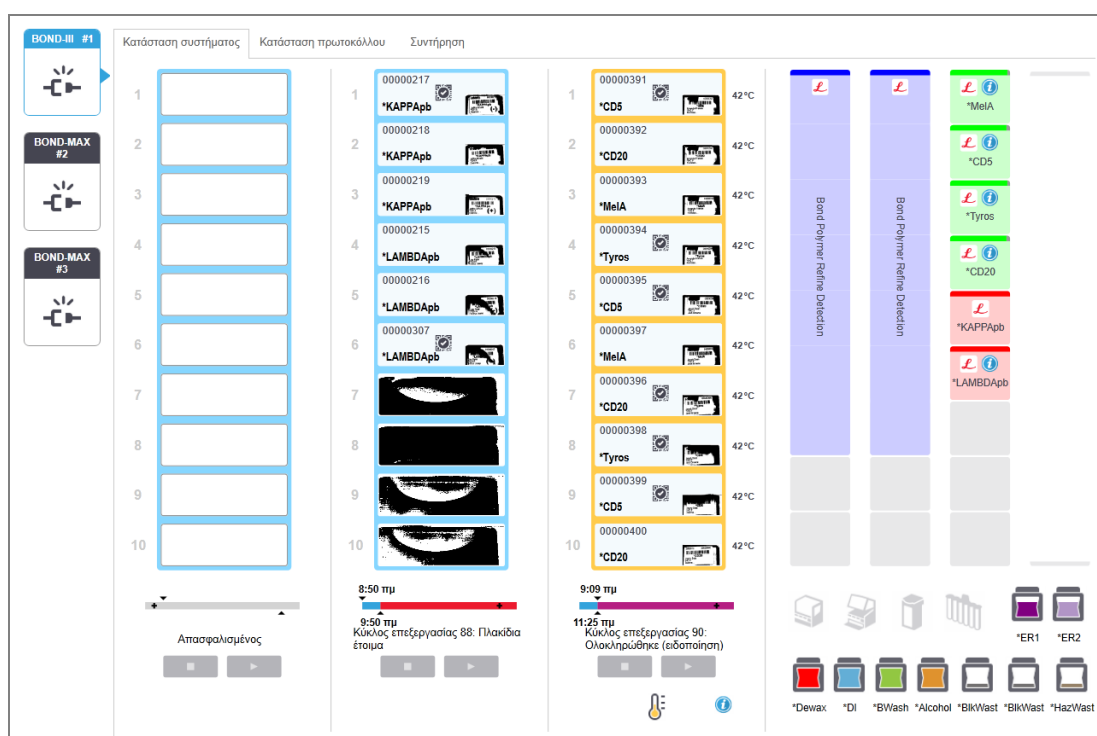 BOND-III #1
BOND-MAX
#2
BOND-MAX
#3
Κατάσταση συστήματος
Κατάσταση πρωτοκόλλου
Συντήρηση
1
2
3
4
5
6
7
8
9
10
Απασφαλισμένος
1
00000217
*KAPPApb
2
00000218
*KAPPApb
3
00000219
*KAPPApb
4
00000215
*LAMBDApb
5
00000216
*LAMBDApb
6
00000307
*LAMBDApb
7
8
9
10
8:50 πμ
9:50 πμ
Κύκλος επεξεργασίας 88: Πλακίδια
έτοιμα
1
00000391
*CD5
42°C
2
00000392
*CD20
42°C
3
00000393
*MelA
42°C
4
00000394
*Tyros
42°C
5
00000395
*CD5
42°C
6
00000397
*MelA
42°C
7
00000396
*CD20
42°C
8
00000398
*Tyros
42°C
9
00000399
*CD5
42°C
10
00000400
*CD20
42°C
9:09 πμ
11:25 πμ
Κύκλος επεξεργασίας 90:
Ολοκληρώθηκε (ειδοποίηση)
Bond Polymer Refine Detection
Bond Polymer Refine Detection
*MelA
*CD5
*Tyros
*CD20
*KAPPApb
*LAMBDApb
*ER1
*ER2
*Dewax
*DI
*BWash
*Alcohol
*BlkWast
*BlkWast
*HazWast